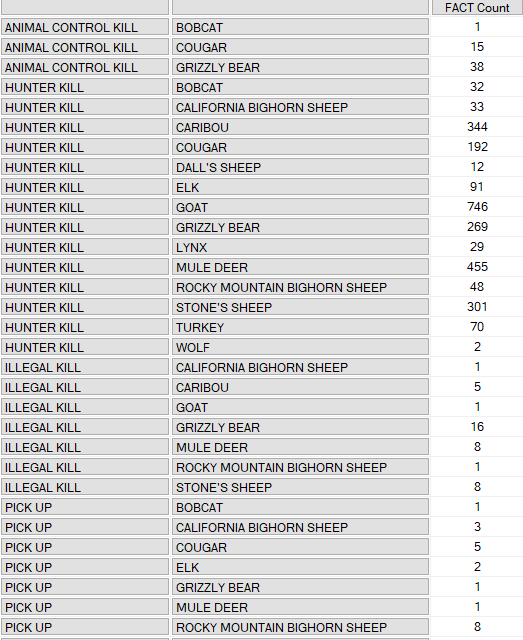 FACT Count
ANIMAL CONTROL KILL BOBCAT 1
ANIMAL CONTROL KILL COUGAR 15
ANIMAL CONTROL KILL GRIZZLY BEAR 38
HUNTER KILL BOBCAT 32
HUNTER KILL CALIFORNIA BIGHORN SHEEP 33
HUNTER KILL CARIBOU 344
HUNTER KILL COUGAR 192
HUNTER KILL DALL'S SHEEP 12
HUNTER KILL ELK 91
HUNTER KILL GOAT 746
HUNTER KILL GRIZZLY BEAR 269
HUNTER KILL LYNX 29
HUNTER KILL MULE DEER 455
HUNTER KILL ROCKY MOUNTAIN BIGHORN SHEEP 48
HUNTER KILL STONE'S SHEEP 301
HUNTER KILL TURKEY 70
HUNTER KILL WOLF 2
ILLEGAL KILL CALIFORNIA BIGHORN SHEEP 1
ILLEGAL KILL CARIBOU 5
ILLEGAL KILL GOAT 1
ILLEGAL KILL GRIZZLY BEAR 16
ILLEGAL KILL MULE DEER 8
ILLEGAL KILL ROCKY MOUNTAIN BIGHORN SHEEP 1
ILLEGAL KILL STONE'S SHEEP 8
PICK UP BOBCAT 1
PICK UP CALIFORNIA BIGHORN SHEEP 3
PICK UP COUGAR 5
PICK UP ELK 2
PICK UP GRIZZLY BEAR 1
PICK UP MULE DEER 1
PICK UP ROCKY MOUNTAIN BIGHORN SHEEP 8